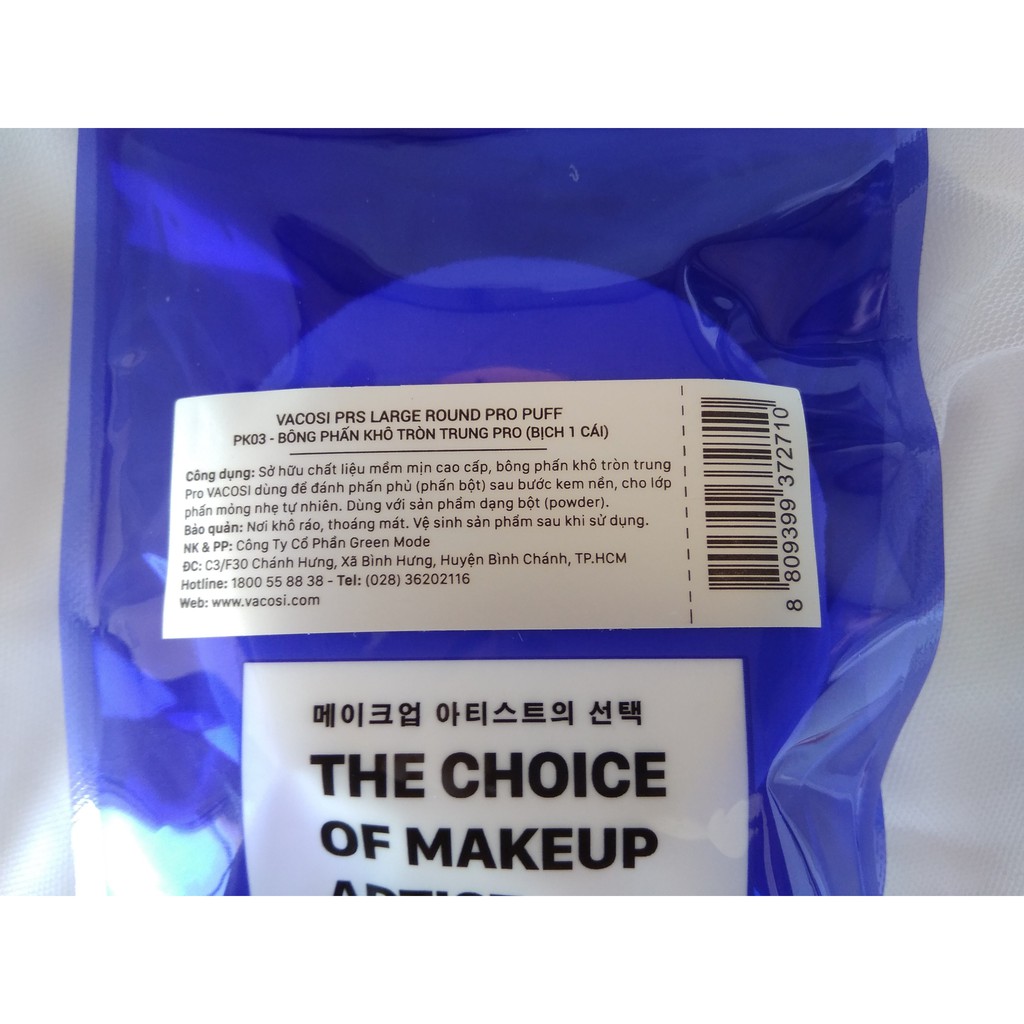 VACOSI PRS LARGE ROUND PRO PUFF
PK03 - BÔNG PHẤN KHÔ TRÒN TRUNG PRO (BỊCH 1 CÁI)
Công dụng: Sở hữu chất liệu mềm mịn cao cấp, bông phấn khô tròn trung
Pro VACOSI dùng để đánh phấn phủ (phấn bột) sau bước kem nền, cho lớp
phấn mỏng nhẹ tự nhiên. Dùng với sản phẩm dạng bột (powder).
Bảo quản: Nơi khô ráo, thoáng mát. Vệ sinh sản phẩm sau khi sử dụng.
NK & PP: Công Ty Cổ Phần Green Mode
ĐC: C3/F30 Chánh Hưng, Xã Bình Hưng, Huyện Bình Chánh, TP.HCM
Hotline: 1800 55 88 38 - Tel: (028) 36202116
Web: www.vacosi.com
8 809399 372710
메이크업 아티스트의 선택
THE CHOICE
OF MAKEUP